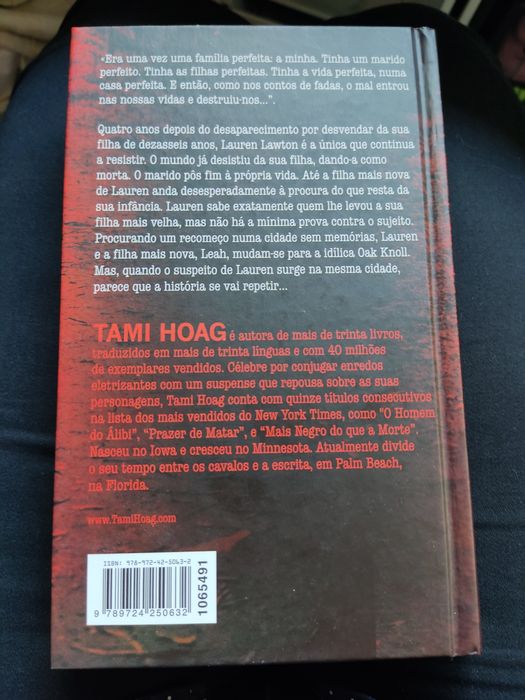 «Era uma vez uma família perfeita: a minha. Tinha um marido
perfeito. Tinha as filhas perfeitas. Tinha a vida perfeita, numa
casa perfeita. E então, como nos contos de fadas, o mal entrou
nas nossas vidas e destruiu-nos...”.
Quatro anos depois do desaparecimento por desvendar da sua
filha de dezasseis anos, Lauren Lawton é a única que continua
a resistir. O mundo já desistiu da sua filha, dando-a como
morta. O marido pôs fim à própria vida. Até a filha mais nova
de Lauren anda desesperadamente à procura do que resta da
sua infância. Lauren sabe exatamente quem lhe levou a sua
filha mais velha, mas não há a mínima prova contra o sujeito.
Procurando um recomeço numa cidade sem memórias, Lauren
e a filha mais nova, Leah, mudam-se para a idílica Oak Knoll.
Mas, quando o suspeito de Lauren surge na mesma cidade,
parece que a história se vai repetir...
TAMI HOAG é autora de mais de trinta livros,
traduzidos em mais de trinta línguas e com 40 milhões
de exemplares vendidos. Célebre por conjugar enredos
eletrizantes com um suspense que repousa sobre as suas
personagens, Tami Hoag conta com quinze títulos consecutivos
na lista dos mais vendidos do New York Times, como "O Homem
do Álibi", “Prazer de Matar”, e “Mais Negro do que a Morte”.
Nasceu no Iowa e cresceu no Minnesota. Atualmente divide
o seu tempo entre os cavalos e a escrita, em Palm Beach,
na Florida.
www.TamiHoag.com
ISBN: 978-972-42-5063-2
9 789724 250632
1065491